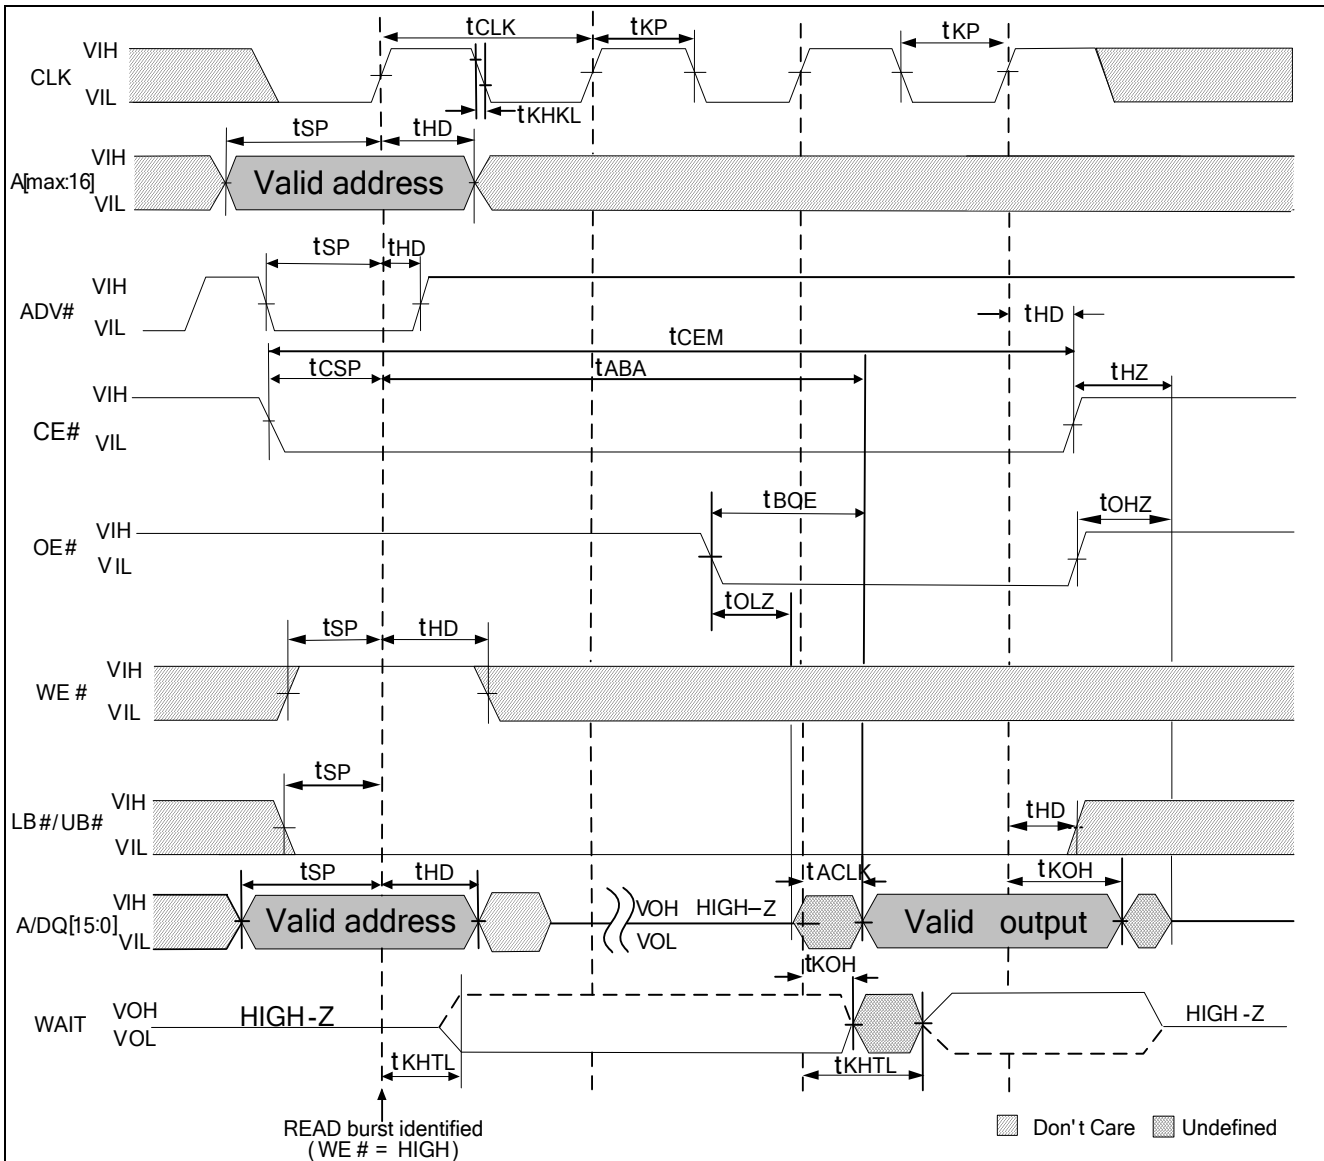 tCLK tKP tKP
VIH
CLK
VIL
tKHKL
tSP tHD
VIH
A[max:16] Valid address
VIL
tSP tHD
VIH
ADV#
VIL
tHD
tCEM
tCSP tABA
tHZ
VIH
CE#
VIL
tBOE
tOHZ
VIH
OE#
VIL
tOLZ
tSP tHD
VIH
WE #
VIL
tSP
VIH
LB#/UB#
tHD
VIL
tSP tHD tACLK tKOH
VIH
A/DQ[15:0] Valid address VOH HIGH-Z Valid output
VIL VOL
tKOH
VOH
WAIT HIGH-Z HIGH-Z
VOL
tKHTL tKHTL
READ burst identified
(WE # = HIGH)
Don't Care Undefined